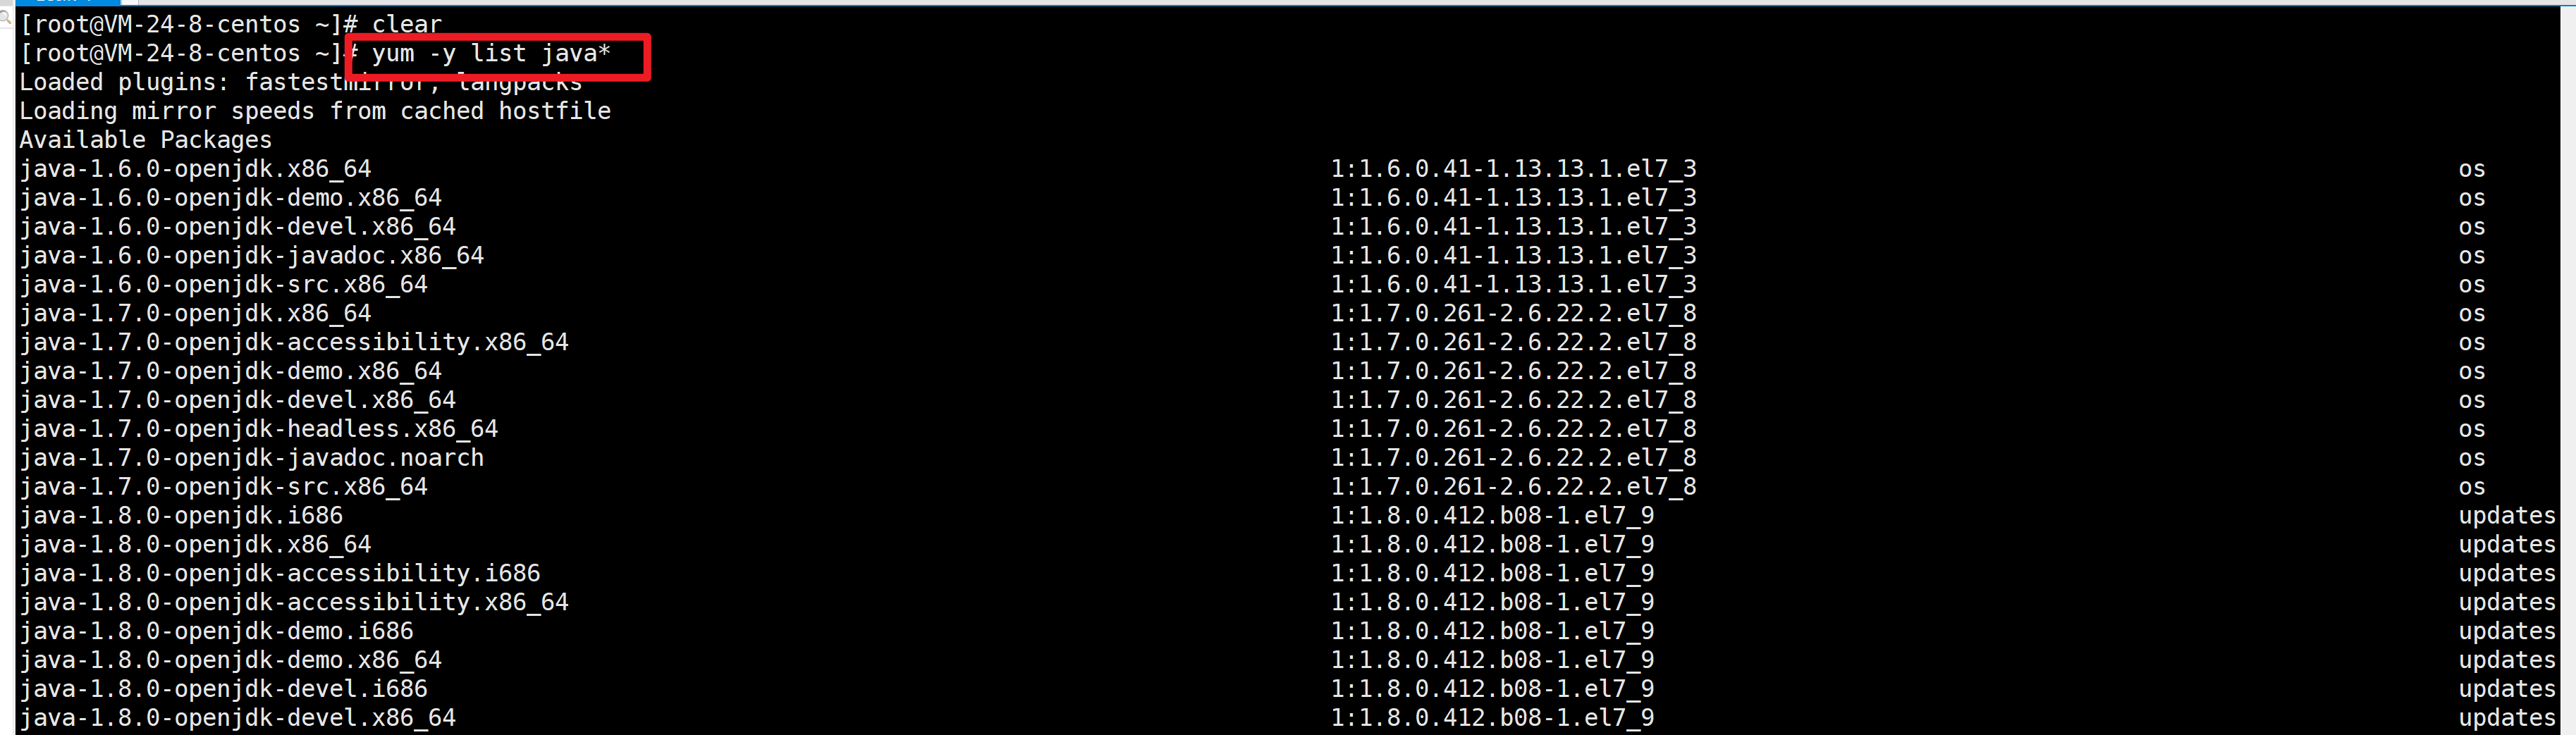 [root@VM-24-8-centos ~]# clear
[root@VM-24-8-centos ~]# yum -y list java*
Loaded plugins: fastestmirror, langpacks
Loading mirror speeds from cached hostfile
Available Packages
java-1.6.0-openjdk.x86_64 1:1.6.0.41-1.13.13.1.el7_3 os
java-1.6.0-openjdk-demo.x86_64 1:1.6.0.41-1.13.13.1.el7_3 os
java-1.6.0-openjdk-devel.x86_64 1:1.6.0.41-1.13.13.1.el7_3 os
java-1.6.0-openjdk-javadoc.x86_64 1:1.6.0.41-1.13.13.1.el7_3 os
java-1.6.0-openjdk-src.x86_64 1:1.6.0.41-1.13.13.1.el7_3 os
java-1.7.0-openjdk.x86_64 1:1.7.0.261-2.6.22.2.el7_8 os
java-1.7.0-openjdk-accessibility.x86_64 1:1.7.0.261-2.6.22.2.el7_8 os
java-1.7.0-openjdk-demo.x86_64 1:1.7.0.261-2.6.22.2.el7_8 os
java-1.7.0-openjdk-devel.x86_64 1:1.7.0.261-2.6.22.2.el7_8 os
java-1.7.0-openjdk-headless.x86_64 1:1.7.0.261-2.6.22.2.el7_8 os
java-1.7.0-openjdk-javadoc.noarch 1:1.7.0.261-2.6.22.2.el7_8 os
java-1.7.0-openjdk-src.x86_64 1:1.7.0.261-2.6.22.2.el7_8 os
java-1.8.0-openjdk.i686 1:1.8.0.412.b08-1.el7_9 updates
java-1.8.0-openjdk.x86_64 1:1.8.0.412.b08-1.el7_9 updates
java-1.8.0-openjdk-accessibility.i686 1:1.8.0.412.b08-1.el7_9 updates
java-1.8.0-openjdk-accessibility.x86_64 1:1.8.0.412.b08-1.el7_9 updates
java-1.8.0-openjdk-demo.i686 1:1.8.0.412.b08-1.el7_9 updates
java-1.8.0-openjdk-demo.x86_64 1:1.8.0.412.b08-1.el7_9 updates
java-1.8.0-openjdk-devel.i686 1:1.8.0.412.b08-1.el7_9 updates
java-1.8.0-openjdk-devel.x86_64 1:1.8.0.412.b08-1.el7_9 updates